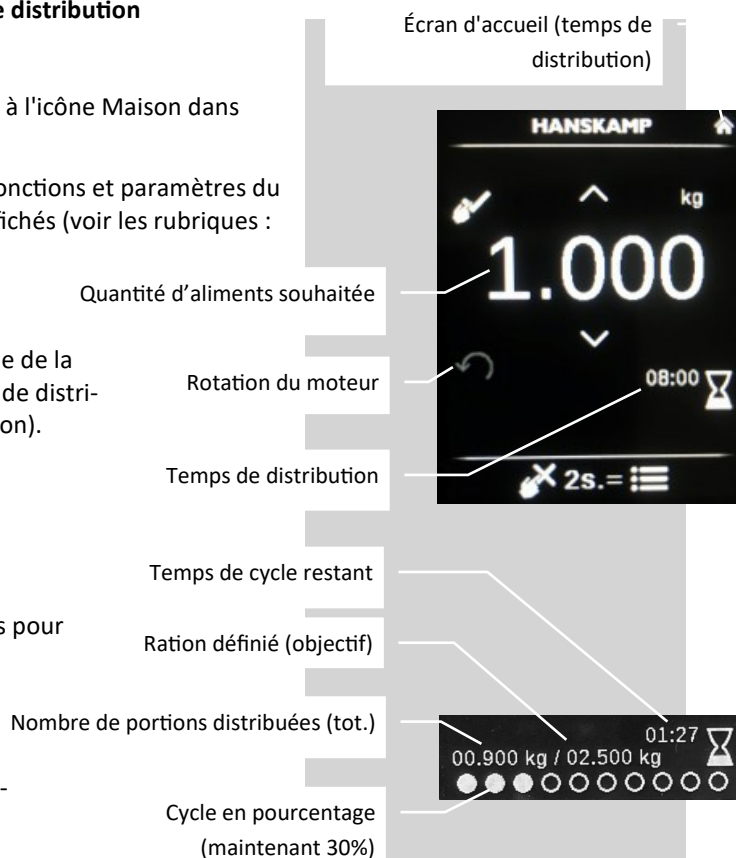 e distribution
Écran d'accueil (temps de
distribution)
à l'icône Maison dans
onctions et paramètres du
fichés (voir les rubriques :
HANSKAMP
kg
1.000
08:00
2s.=
Quantité d'aliments souhaitée
e de la
de distri-
on).
Rotation du moteur
Temps de distribution
Temps de cycle restant
s pour
Ration définié (objectif)
Nombre de portions distribuées (tot.)
01:27
00.900 kg / 02.500 kg
-
Cycle en pourcentage
(maintenant 30%)